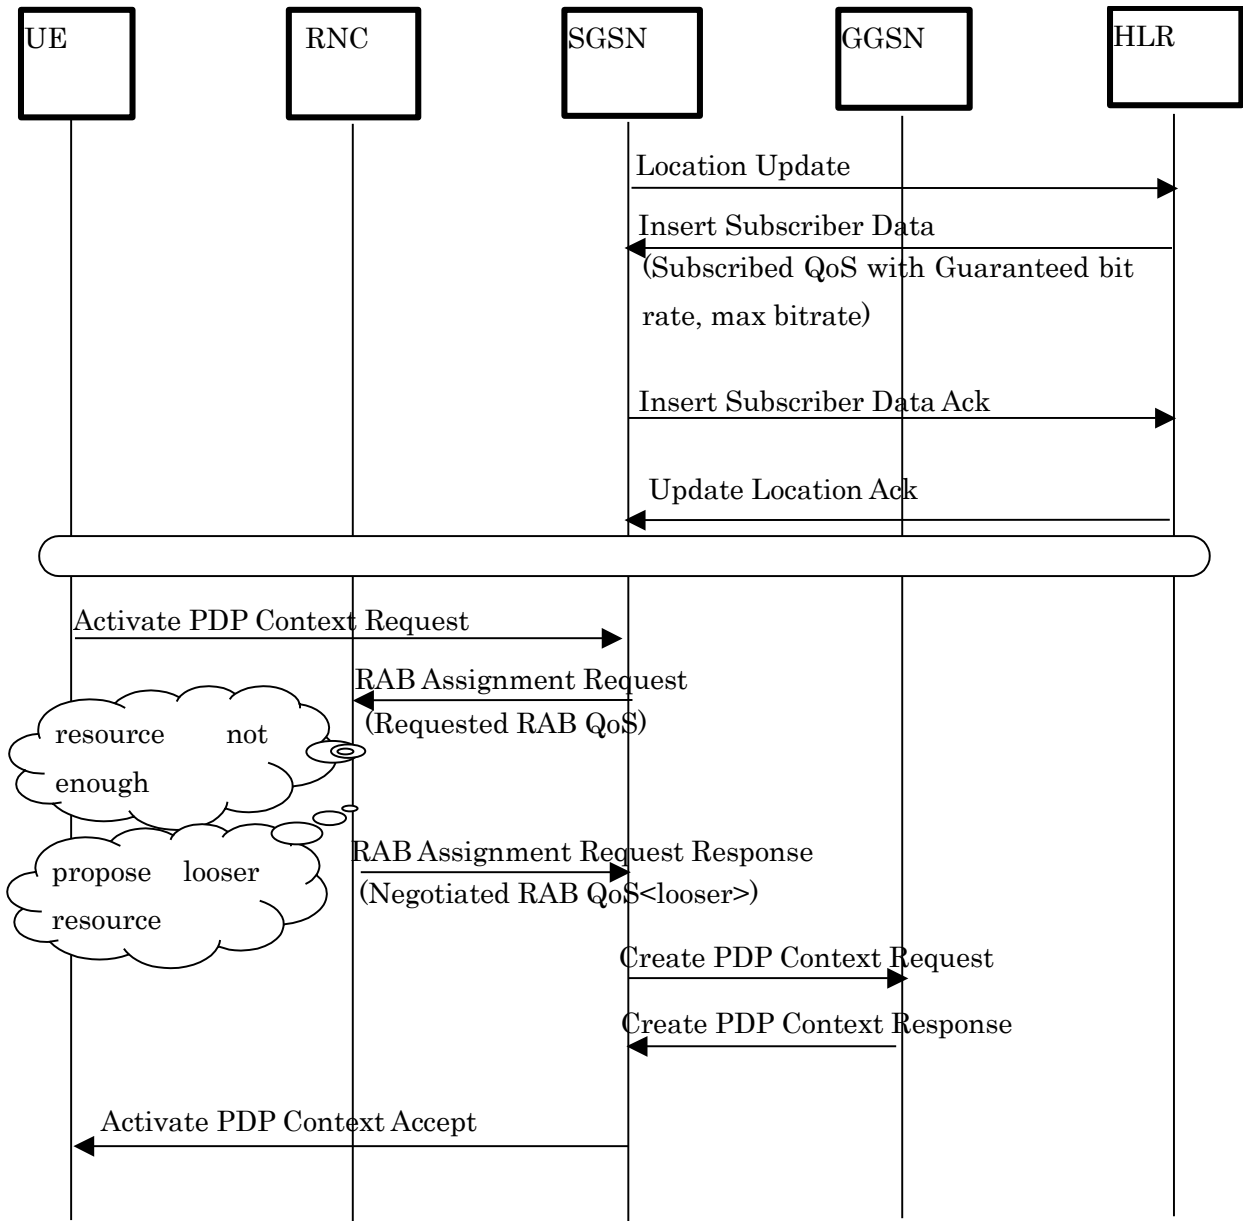 UE RNC SGSN GGSN HLR
Location Update
Insert Subscriber Data
(Subscribed QoS with Guaranteed bit
rate, max bitrate)
Insert Subscriber Data Ack
Update Location Ack
Activate PDP Context Request
RAB Assignment Request
(Requested RAB QoS)
resource not
enough
RAB Assignment Request Response
(Negotiated RAB QoS<looser>)
propose looser
resource
Create PDP Context Request
Create PDP Context Response
Activate PDP Context Accept